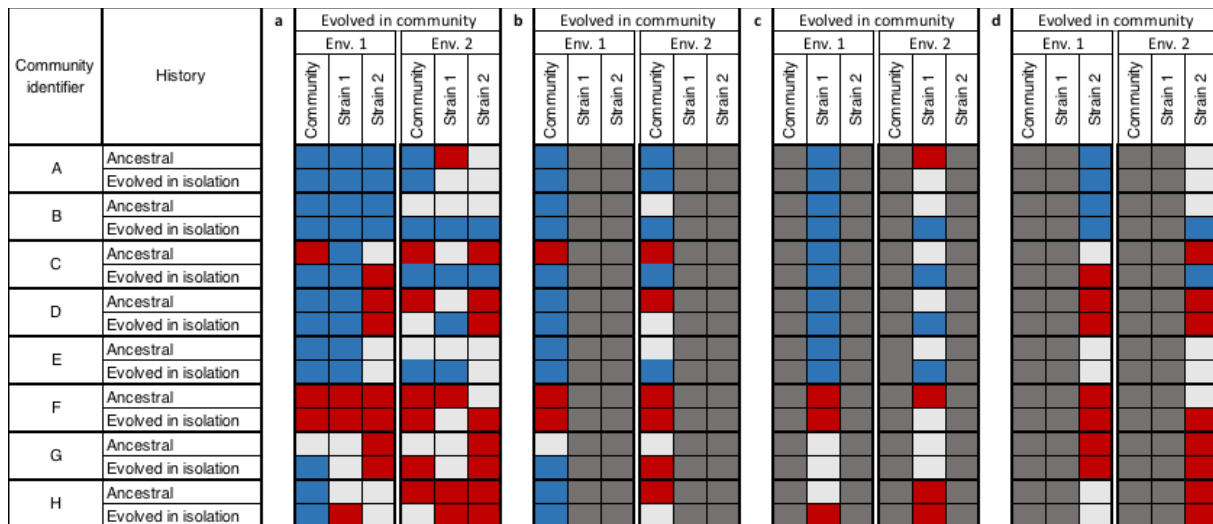 a Evolved in community b Evolved in community c Evolved in community d Evolved in community
Env. 1 Env. 2 Env. 1 Env. 2 Env. 1 Env. 2 Env. 1 Env. 2
Community identifier History Community Strain 1 Strain 2 Community Strain 1 Strain 2 Community Strain 1 Strain 2 Community Strain 1 Strain 2 Community Strain 1 Strain 2 Community Strain 1 Strain 2 Community Strain 1 Strain 2 Community Strain 1 Strain 2
A Ancestral
Evolved in isolation
B Ancestral
Evolved in isolation
C Ancestral
Evolved in isolation
D Ancestral
Evolved in isolation
E Ancestral
Evolved in isolation
F Ancestral
Evolved in isolation
G Ancestral
Evolved in isolation
H Ancestral
Evolved in isolation